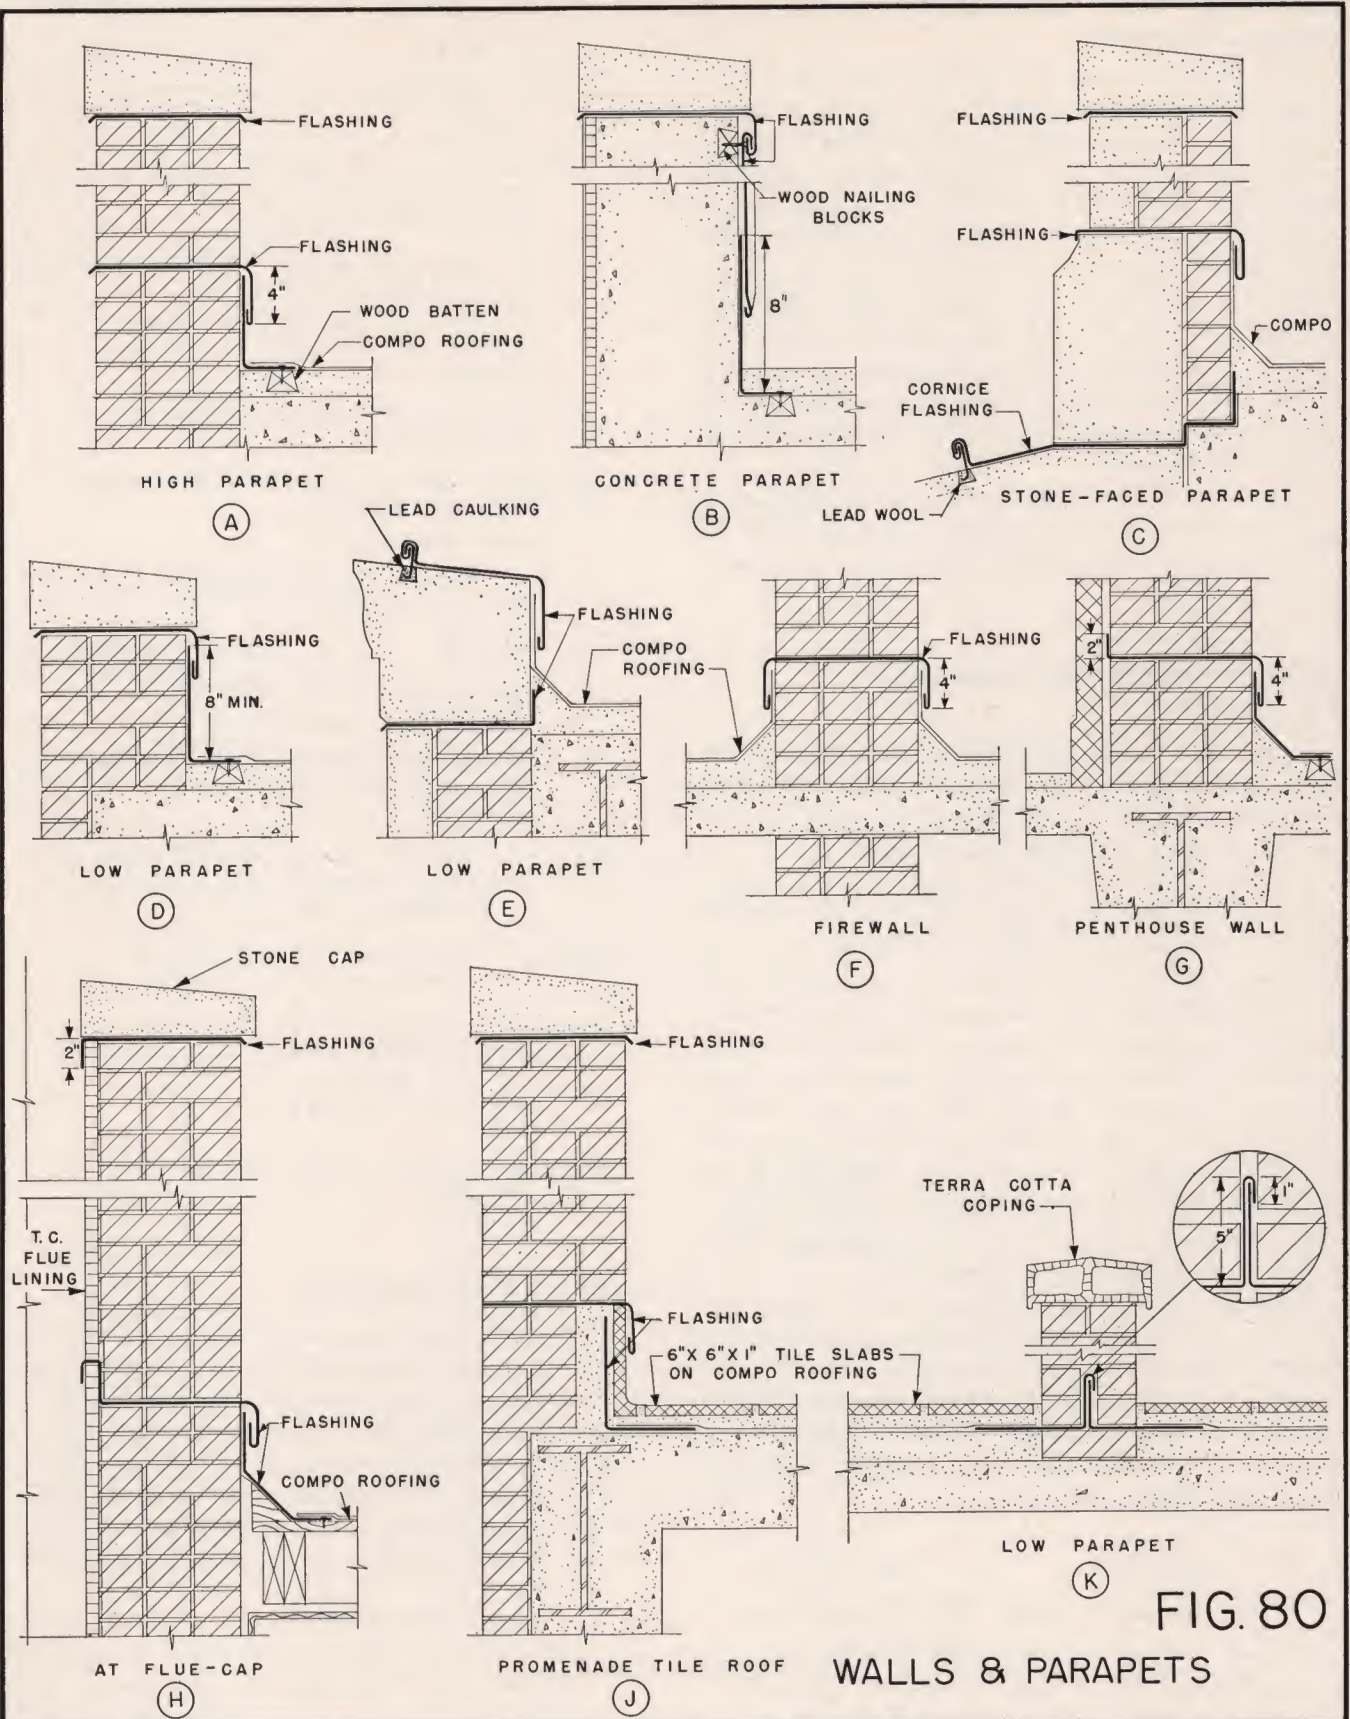 FLASHING
FLASHING
4"
WOOD BATTEN
COMPO ROOFING
HIGH PARAPET
A
FLASHING
WOOD NAILING
BLOCKS
8"
CONCRETE PARAPET
B
FLASHING
FLASHING
COMPO
CORNICE
FLASHING
LEAD WOOL
STONE-FACED PARAPET
C
FLASHING
8" MIN.
LOW PARAPET
D
LEAD CAULKING
FLASHING
COMPO
ROOFING
LOW PARAPET
E
FLASHING
4"
FIREWALL
F
2"
4"
PENTHOUSE WALL
G
STONE CAP
2"
FLASHING
T.C.
FLUE
LINING
FLASHING
COMPO ROOFING
AT FLUE-CAP
H
FLASHING
FLASHING
6"X 6"X 1" TILE SLABS
ON COMPO ROOFING
PROMENADE TILE ROOF
J
TERRA COTTA
COPING
1"
5"
LOW PARAPET
K
FIG. 80
WALLS & PARAPETS